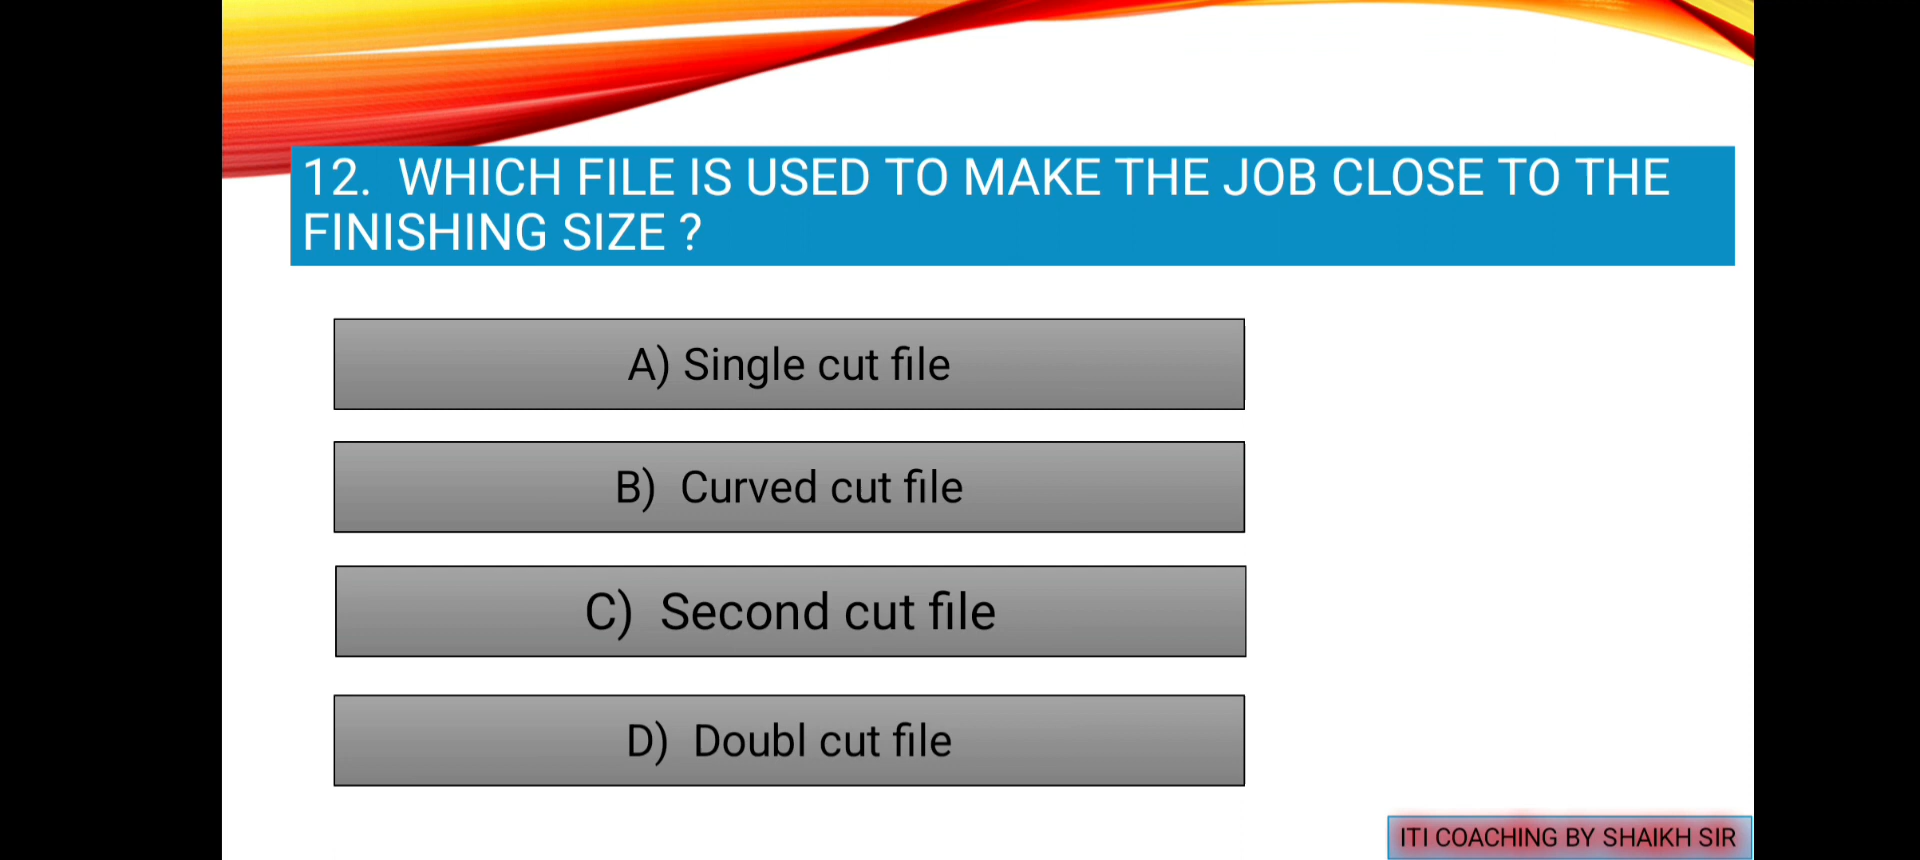 12. WHICH FILE IS USED TO MAKE THE JOB CLOSE TO THE
FINISHING SIZE ?
A) Single cut file
B) Curved cut file
C) Second cut file
D) Doubl cut file
ITI COACHING BY SHAIKH SIR